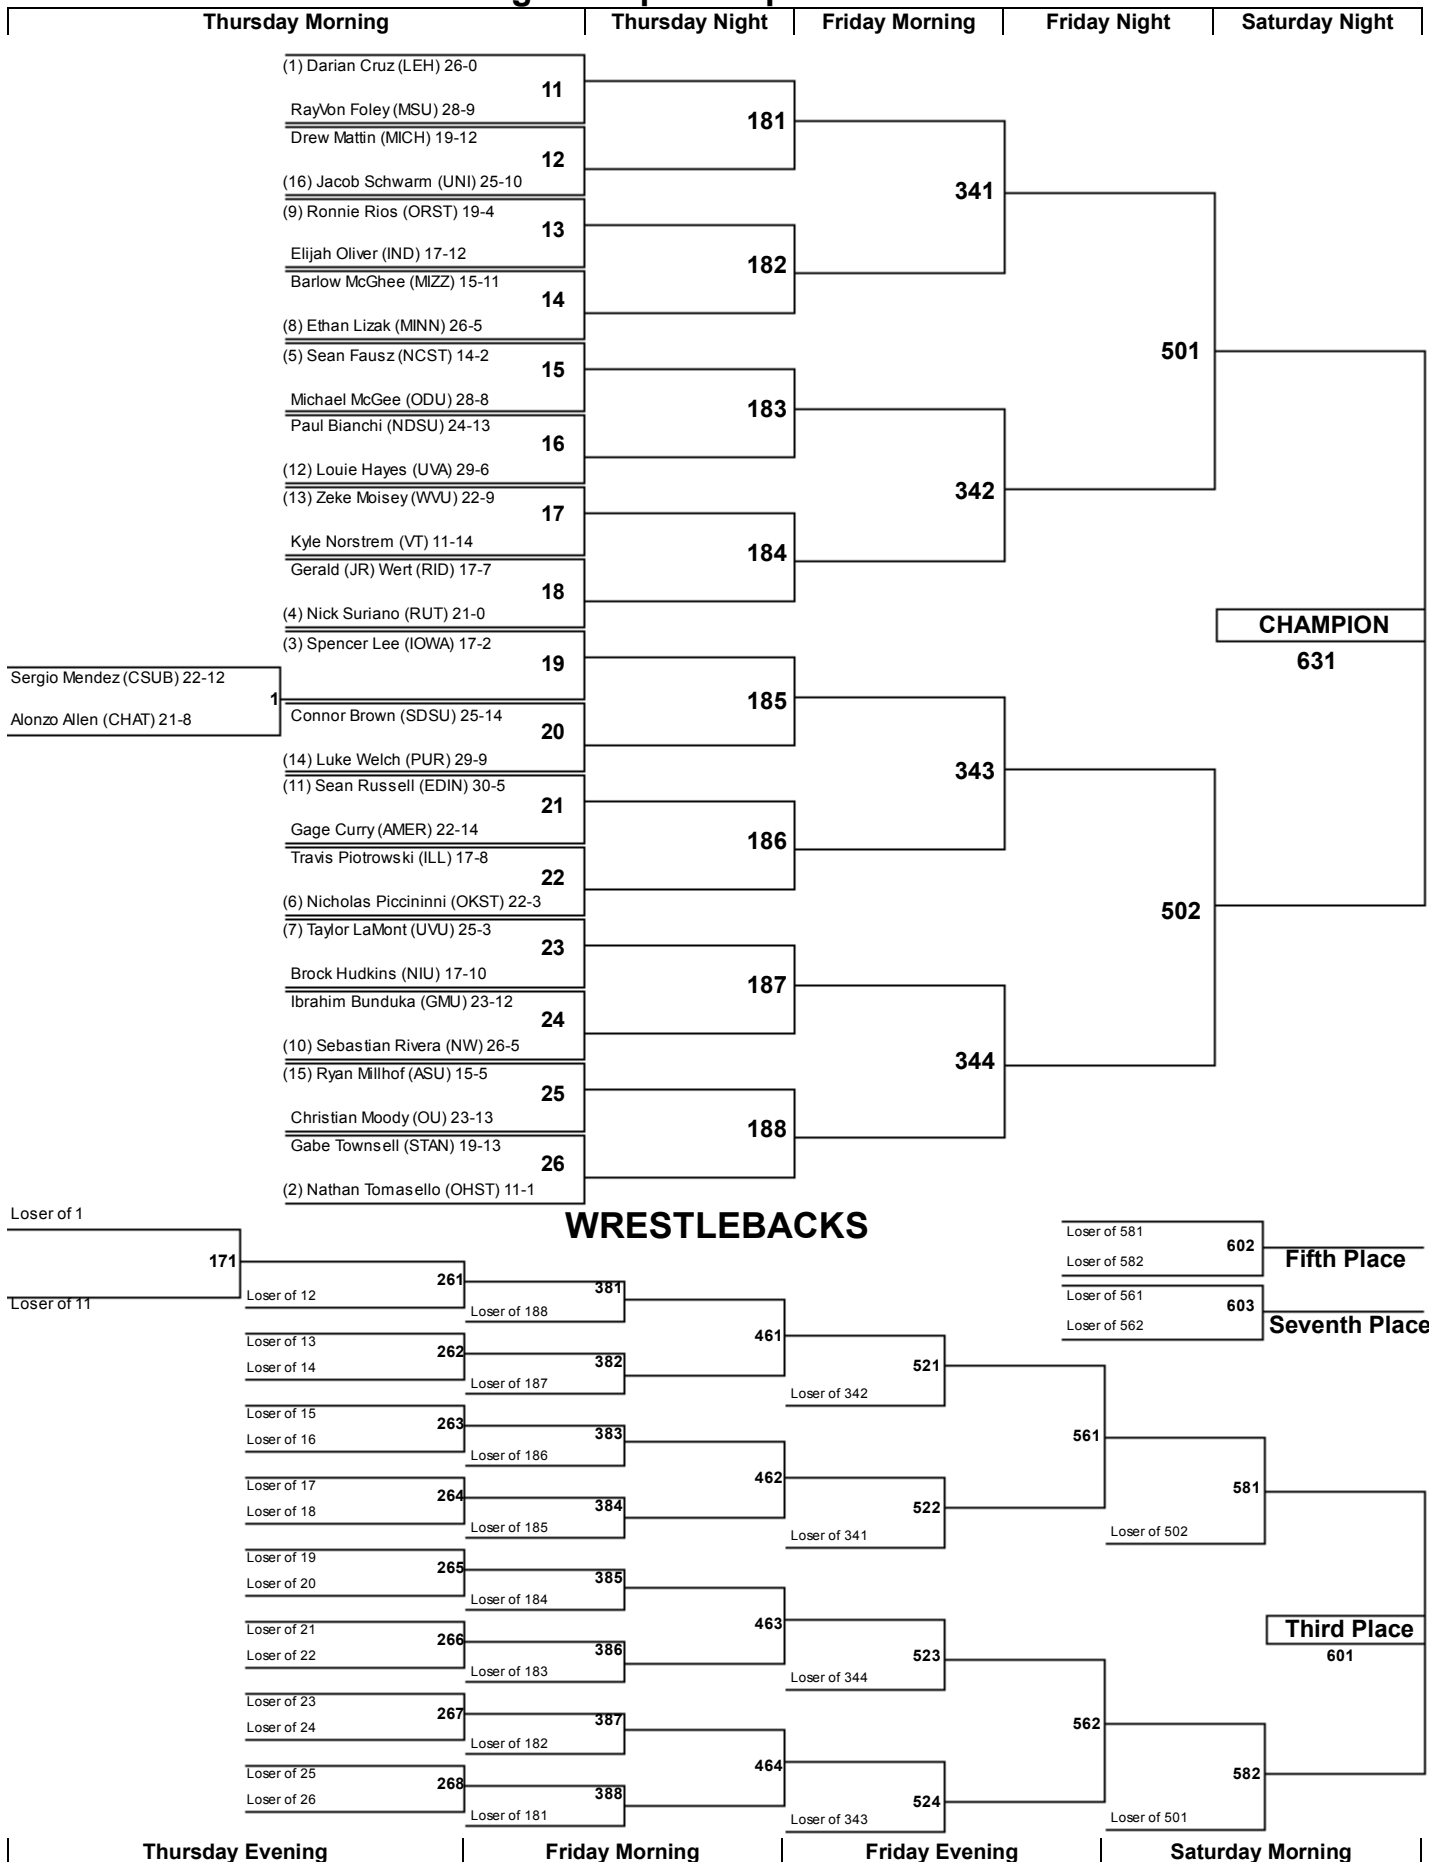 Thursday Morning Thursday Night Friday Morning Friday Night Saturday Night
(1) Darian Cruz (LEH) 26-0
11
RayVon Foley (MSU) 28-9
181
Drew Mattin (MICH) 19-12
12
(16) Jacob Schwarm (UNI) 25-10
341
(9) Ronnie Rios (ORST) 19-4
13
Elijah Oliver (IND) 17-12
182
Barlow McGhee (MIZZ) 15-11
14
(8) Ethan Lizak (MINN) 26-5
501
(5) Sean Fausz (NCST) 14-2
15
Michael McGee (ODU) 28-8
183
Paul Bianchi (NDSU) 24-13
16
(12) Louie Hayes (UVA) 29-6
342
(13) Zeke Moisey (WVU) 22-9
17
Kyle Norstrem (VT) 11-14
184
Gerald (JR) Wert (RID) 17-7
18
(4) Nick Suriano (RUT) 21-0
CHAMPION
631
(3) Spencer Lee (IOWA) 17-2
19
Sergio Mendez (CSUB) 22-12
1
Alonzo Allen (CHAT) 21-8
185
Connor Brown (SDSU) 25-14
20
(14) Luke Welch (PUR) 29-9
343
(11) Sean Russell (EDIN) 30-5
21
Gage Curry (AMER) 22-14
186
Travis Piotrowski (ILL) 17-8
22
(6) Nicholas Piccininni (OKST) 22-3
502
(7) Taylor LaMont (UVU) 25-3
23
Brock Hudkins (NIU) 17-10
187
Ibrahim Bunduka (GMU) 23-12
24
(10) Sebastian Rivera (NW) 26-5
344
(15) Ryan Millhof (ASU) 15-5
25
Christian Moody (OU) 23-13
188
Gabe Townsell (STAN) 19-13
26
(2) Nathan Tomasello (OHST) 11-1
WRESTLEBACKS
Loser of 1
171
Loser of 11
Loser of 12
261
Loser of 188
381
Loser of 13
262
Loser of 14
Loser of 187
382
461
Loser of 342
521
Loser of 15
263
Loser of 16
Loser of 186
383
561
Loser of 17
264
Loser of 18
Loser of 185
384
462
Loser of 341
522
Loser of 502
581
Loser of 19
265
Loser of 20
Loser of 184
385
Loser of 21
266
Loser of 22
Loser of 183
386
463
Loser of 344
523
Loser of 23
267
Loser of 24
Loser of 182
387
562
Loser of 25
268
Loser of 26
Loser of 181
388
464
Loser of 343
524
Loser of 501
582
Loser of 581
602
Loser of 582
Fifth Place
Loser of 561
603
Loser of 562
Seventh Place
Third Place
601
Thursday Evening Friday Morning Friday Evening Saturday Morning